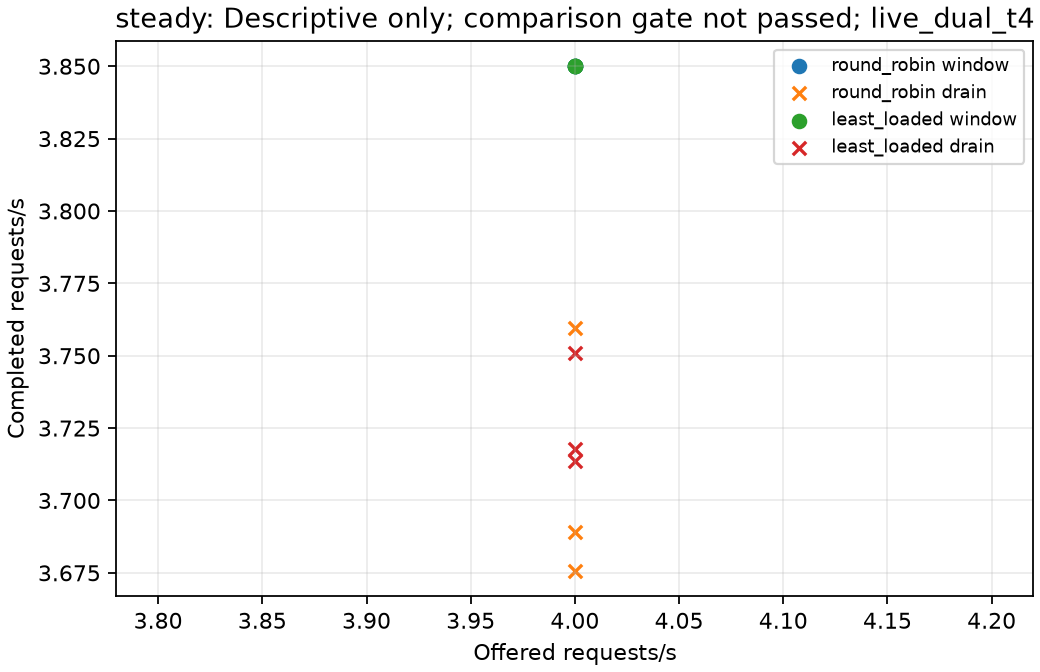 steady: Descriptive only; comparison gate not passed; live_dual_t4
round_robin window
round_robin drain
least_loaded window
least_loaded drain
Completed requests/s
3.850
3.825
3.800
3.775
3.750
3.725
3.700
3.675
3.80
3.85
3.90
3.95
4.00
4.05
4.10
4.15
4.20
Offered requests/s